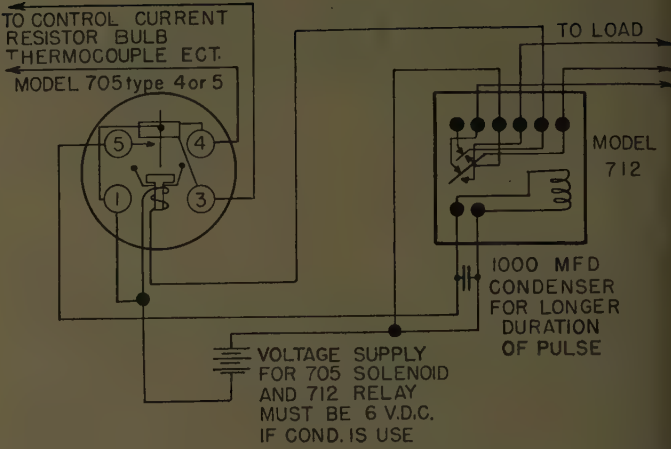 TO CONTROL CURRENT
RESISTOR BULB
THERMOCOUPLE ECT.
MODEL 705 type 4 or 5
5
4
1
3
TO LOAD
MODEL
712
1000 MFD
CONDENSER
FOR LONGER
DURATION
OF PULSE
VOLTAGE SUPPLY
FOR 705 SOLENOID
AND 712 RELAY
MUST BE 6 V.D.C.
IF COND. IS USE